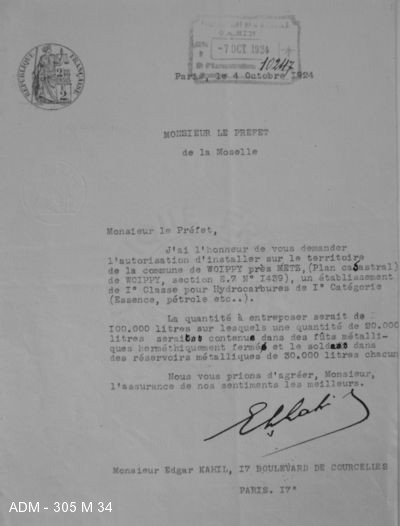 PARIS
-7 OCT 1924
10247
RÉPUBLIQUE FRANÇAISE
Paris, le 4 Octobre 1924
MONSIEUR LE PREFET
de la Moselle
Monsieur le Préfet,
J'ai l'honneur de vous demander
l'autorisation d'installer sur le territoire
de la commune de WOIPPY près METZ,(Plan cadastral)
de WOIPPY, section E.7 N° I439), un établissement
de I° Classe pour Hydrocarbures de I° Catégorie
(Essence, pétrole etc..).
La quantité à entreposer serait de
I00.000 litres sur lesquels une quantité de 20.000
litres seraient contenus dans des fûts métalli-
ques hermétiquement fermés et le solde dans
des réservoirs métalliques de 30.000 litres chacun
Nous vous prions d'agréer, Monsieur,
l'assurance de nos sentiments les meilleurs.
Monsieur Edgar KAHIL, I7 BOULEVARD DE COURCELLES
PARIS. I7°
ADM - 305 M 34